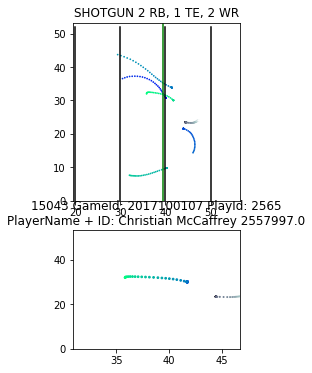 SHOTGUN 2 RB, 1 TE, 2 WR
50
40
30
20
10
0
20 30 40 50
15043 GameId: 2017100107 PlayId: 2565
PlayerName + ID: Christian McCaffrey 2557997.0
40
20
0
35 40 45